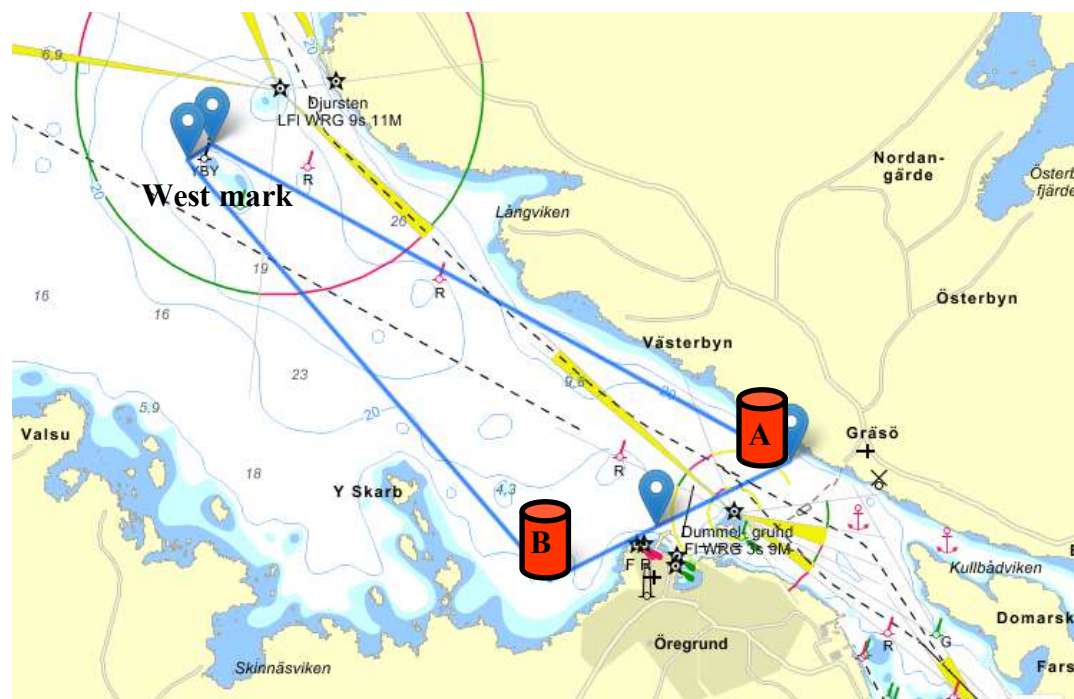 6,9
20
Djursten
LFl WRG 9s 11M
YBY
R
20
West mark
Nordan-
gärde
Österb
fjärde
Långviken
26
19
R
16
16
Österbyn
Västerbyn
23
9,8
20
5,9
20
A
Gräsö
Valsu
R
18
Y Skarb
4,3
B
Dummel- grund
Fl WRG 3s 9M
F R
Kullbådviken
Domarsk
R
G
Öregrund
Skinnäsviken
Fars